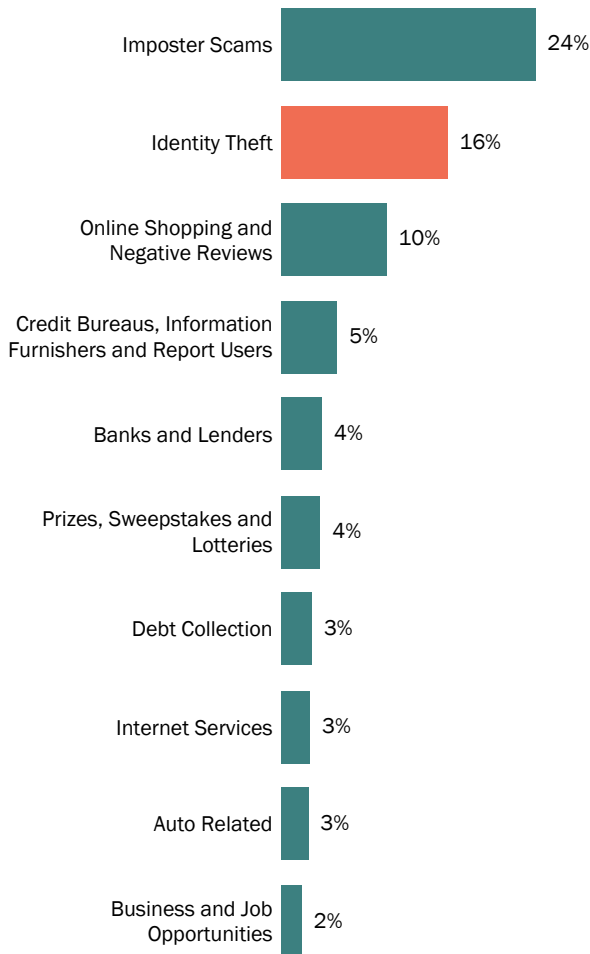 Imposter Scams
24%
Identity Theft
16%
Online Shopping and
Negative Reviews
10%
Credit Bureaus, Information
Furnishers and Report Users
5%
Banks and Lenders
4%
Prizes, Sweepstakes and
Lotteries
4%
Debt Collection
3%
Internet Services
3%
Auto Related
3%
Business and Job
Opportunities
2%